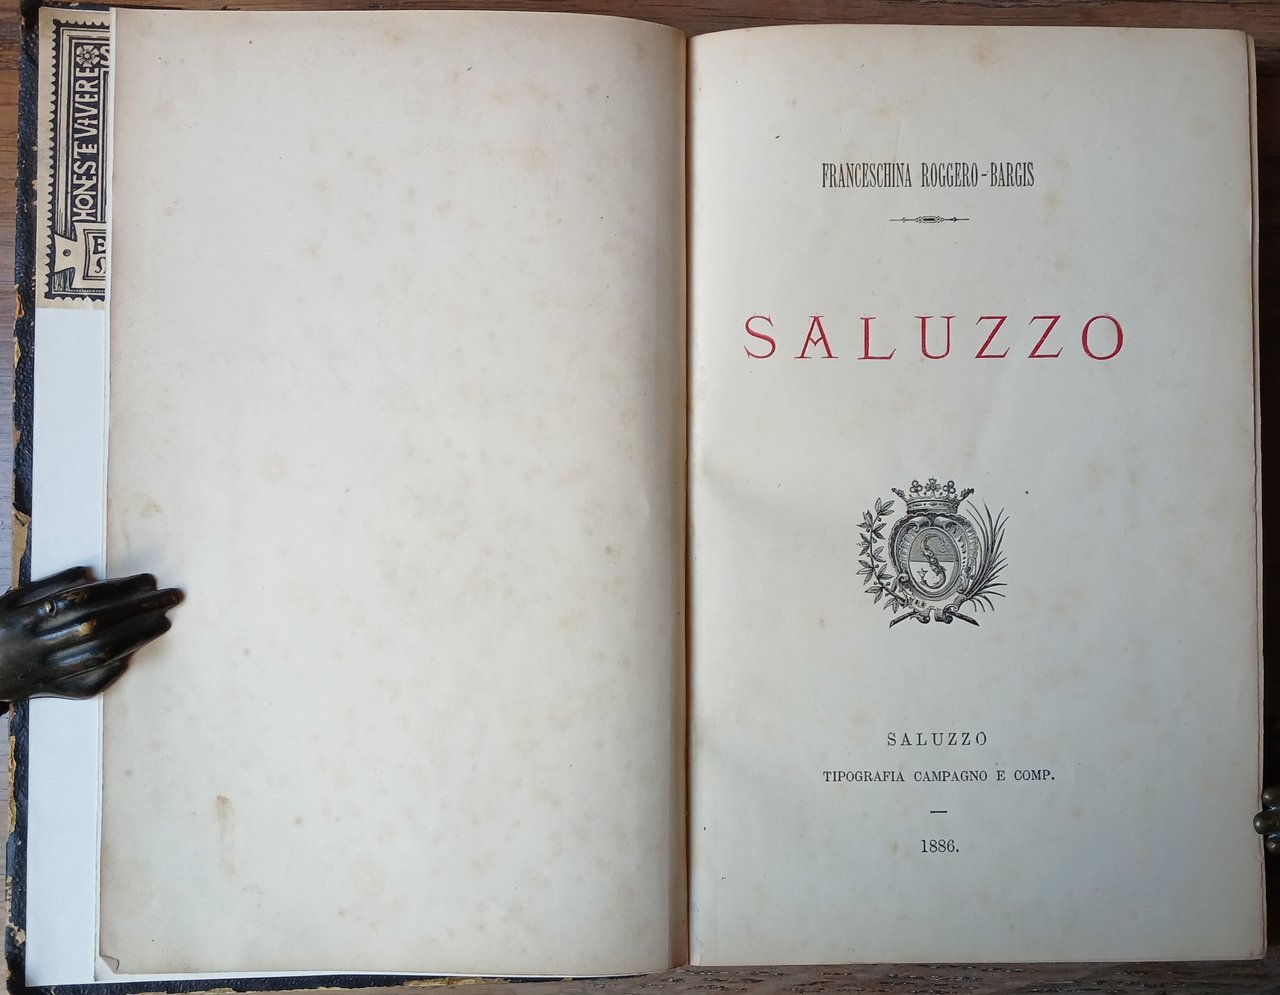 HONESTE VIVERE
FRANCESCHINA ROGGERO-BARGIS
SALUZZO
SALUZZO
TIPOGRAFIA CAMPAGNO E COMP.
1886.